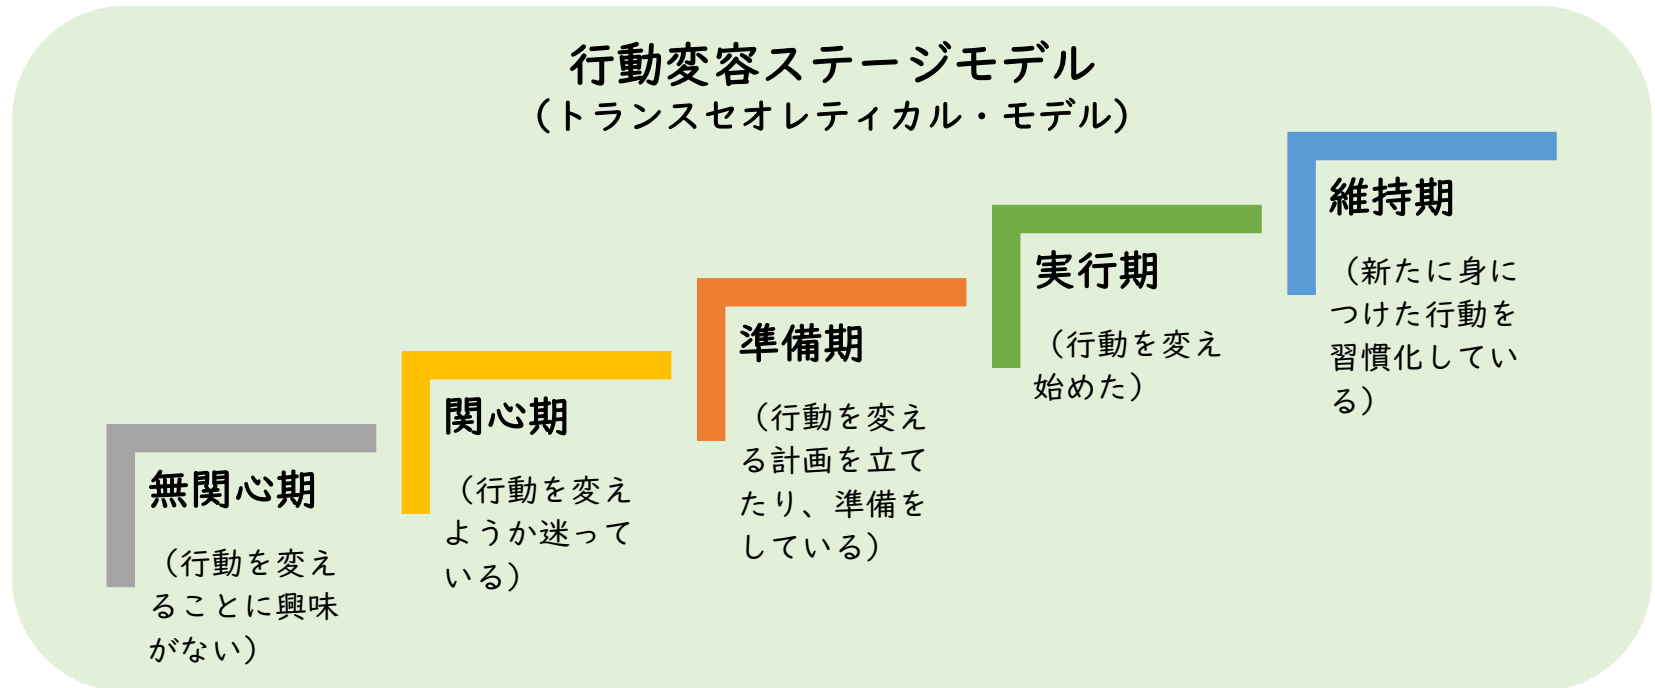 行動変容ステージモデル
（トランスセオレティカル・モデル）
無関心期
（行動を変え
ることに興味
がない）
関心期
（行動を変え
ようか迷って
いる）
準備期
（行動を変え
る計画を立て
たり、準備を
している）
実行期
（行動を変え
始めた）
維持期
（新たに身に
つけた行動を
習慣化してい
る）